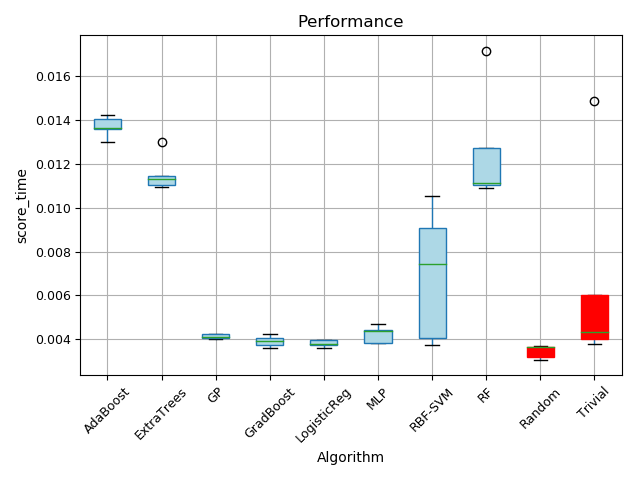 Performance
score_time
0.016
0.014
0.012
0.010
0.008
0.006
0.004
AdaBoost
ExtraTrees
GP
GradBoost
LogisticReg
MLP
RBF-SVM
RF
Random
Trivial
Algorithm